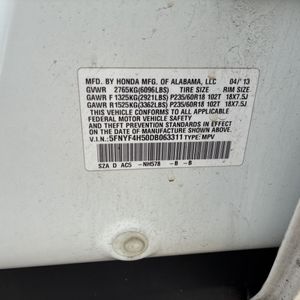 MFD. BY HONDA MFG. OF ALABAMA, LLC 04/'13
GVWR 2765KG(6096LBS) TIRE SIZE RIM SIZE
GAWR F 1325KG(2921LBS) P235/60R18 102T 18X7.5J
GAWR R1525KG(3362LBS) P235/60R18 102T 18X7.5J
THIS VEHICLE CONFORMS TO ALL APPLICABLE FEDERAL MOTOR VEHICLE
SAFETY AND THEFT PREVENTION STANDARDS IN EFFECT ON THE DATE OF
MANUFACTURE SHOWN ABOVE.
V.I.N.: 5FNYF4H50DB063311 TYPE: MPV
SZA D AC5 -NH578 -B -B